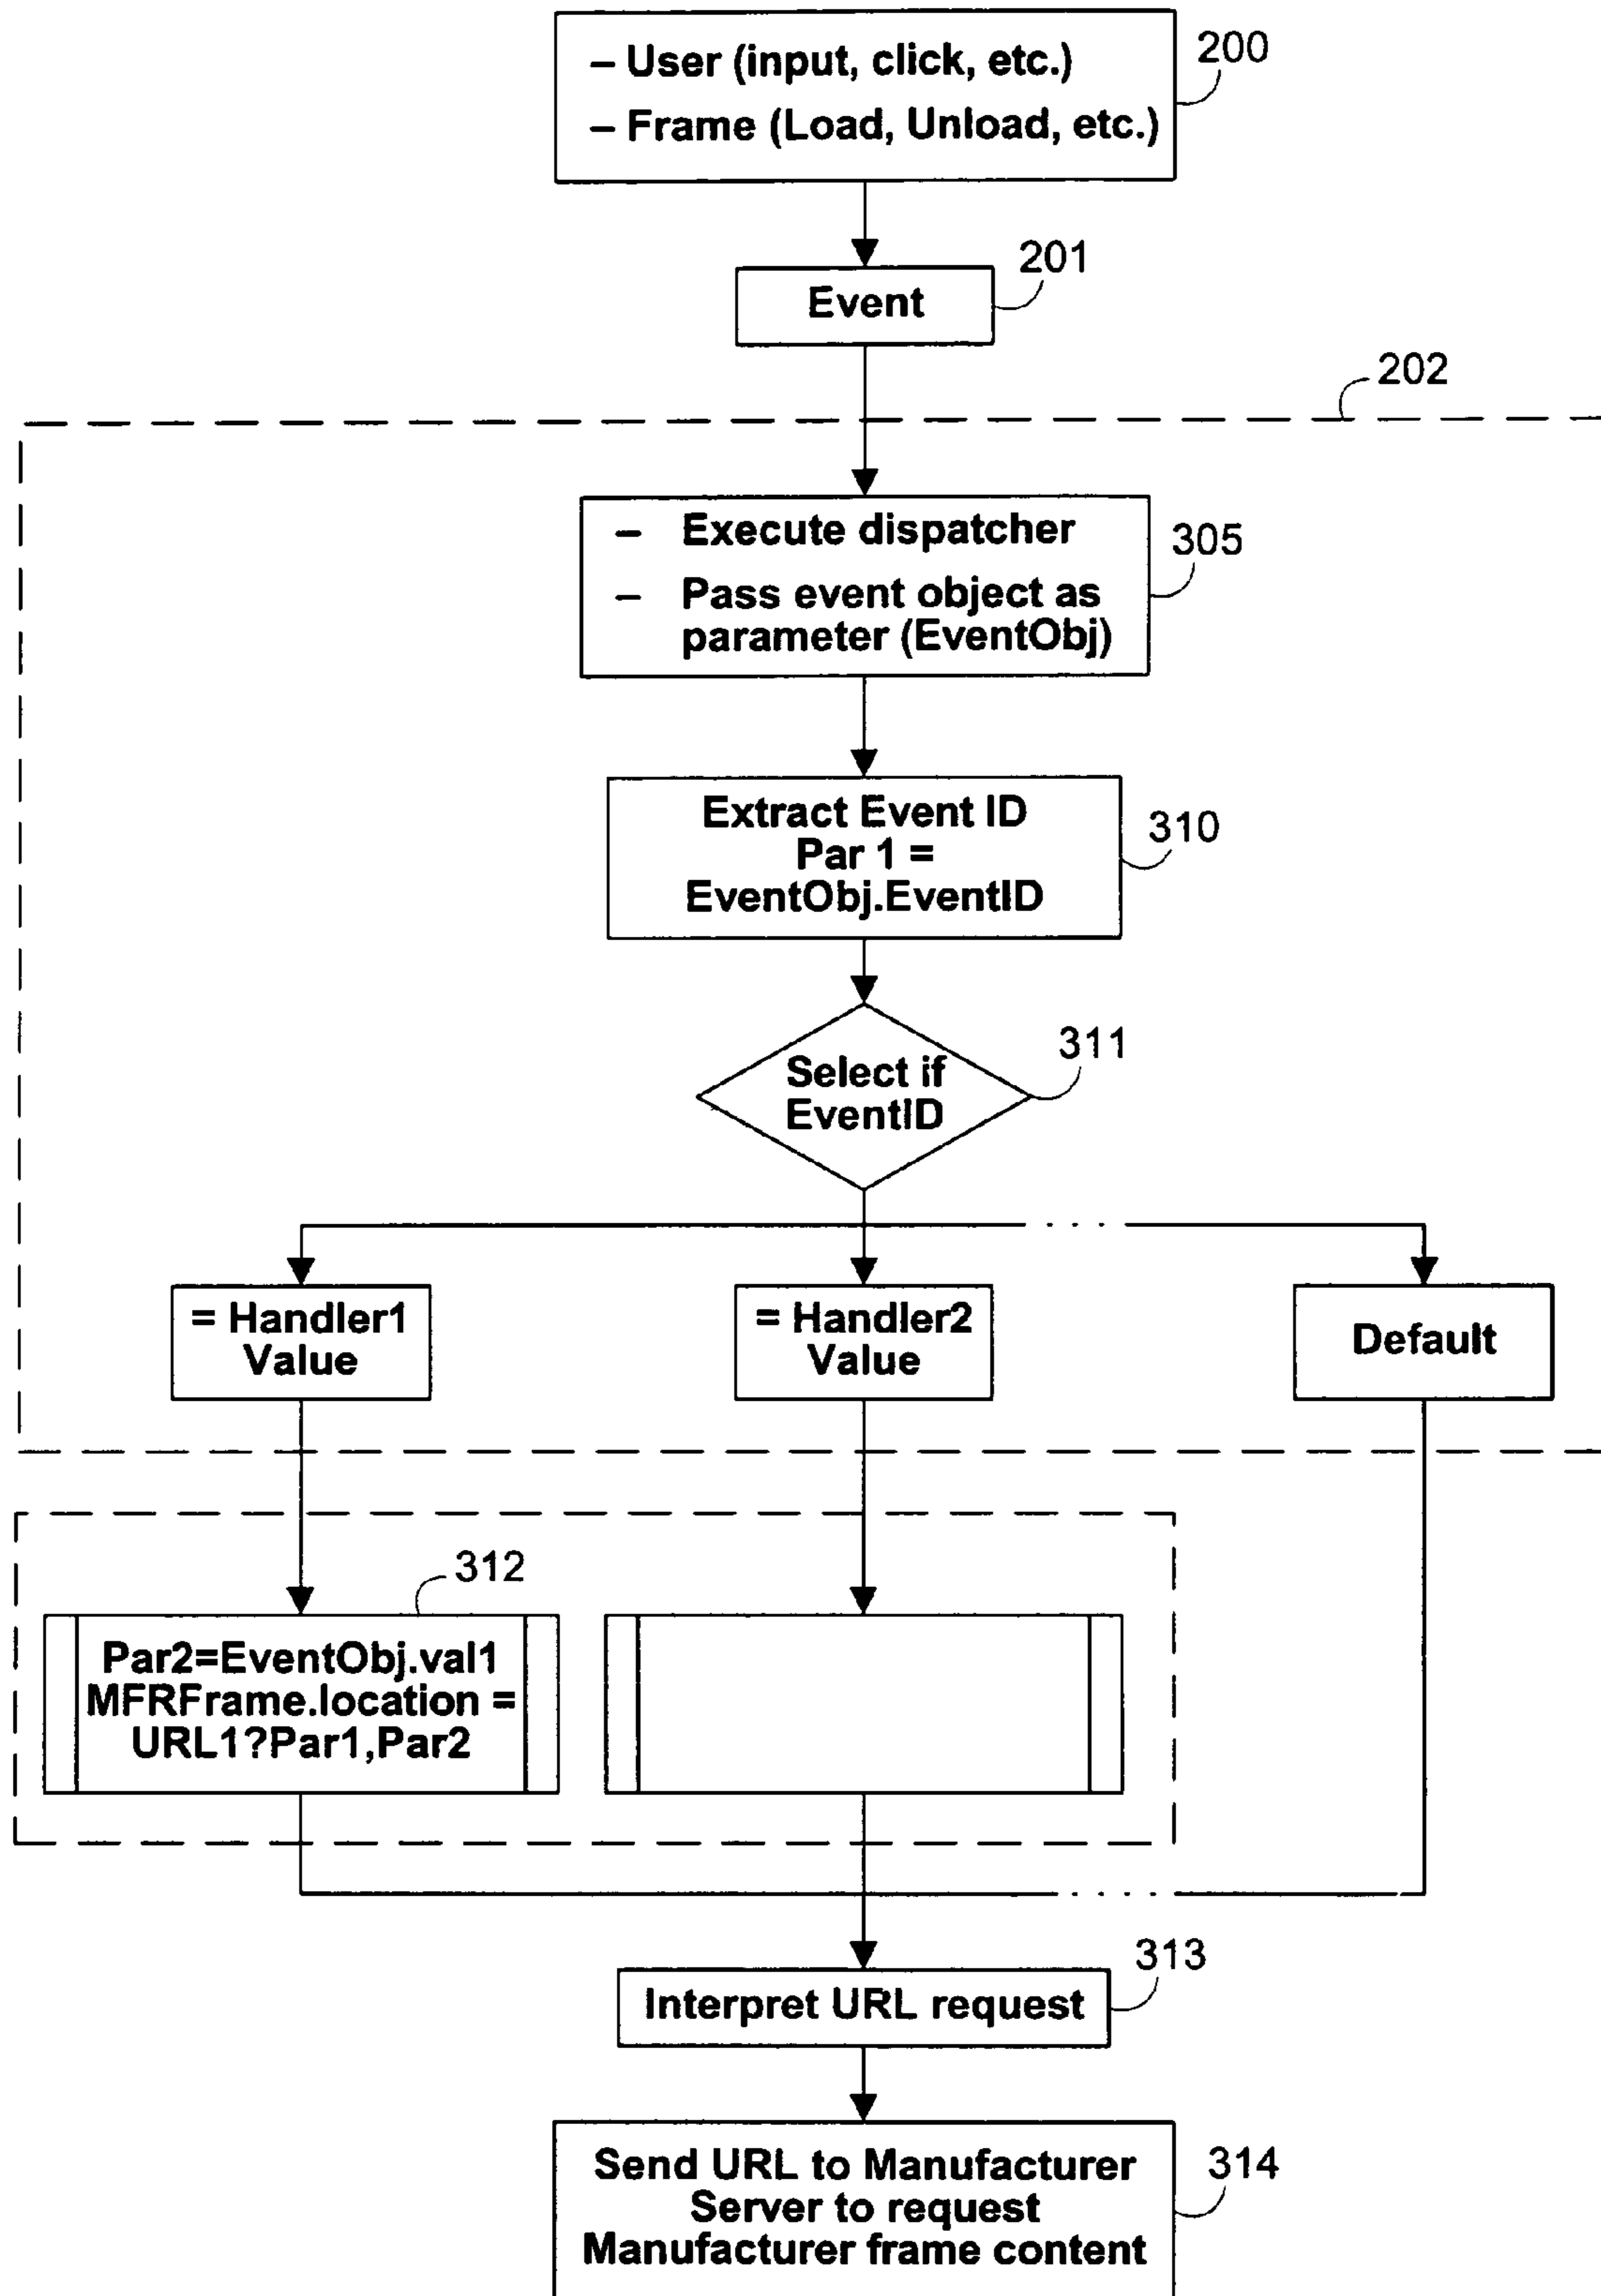 – User (input, click, etc.)
– Frame (Load, Unload, etc.)
200
Event
201
202
– Execute dispatcher
– Pass event object as
parameter (EventObj)
305
Extract Event ID
Par 1 =
EventObj.EventID
310
Select if
EventID
311
= Handler1
Value
= Handler2
Value
Default
312
Par2=EventObj.val1
MFRFrame.location =
URL1?Par1,Par2
Interpret URL request
313
Send URL to Manufacturer
Server to request
Manufacturer frame content
314